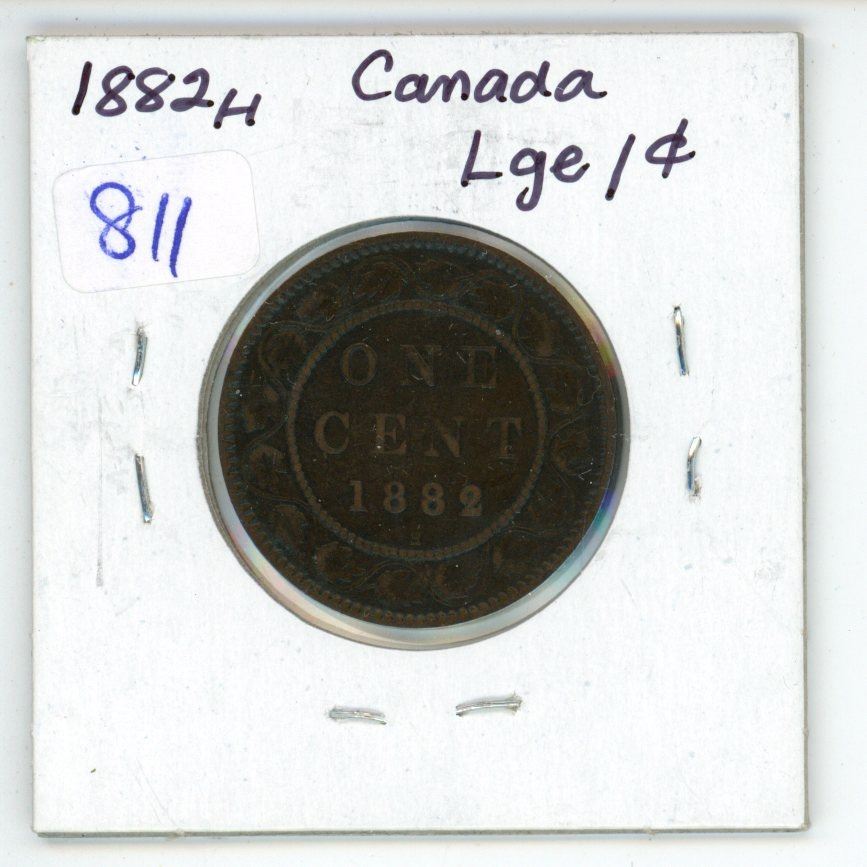 1882H Canada
Lge 1¢
811
ONE
CENT
1882
H